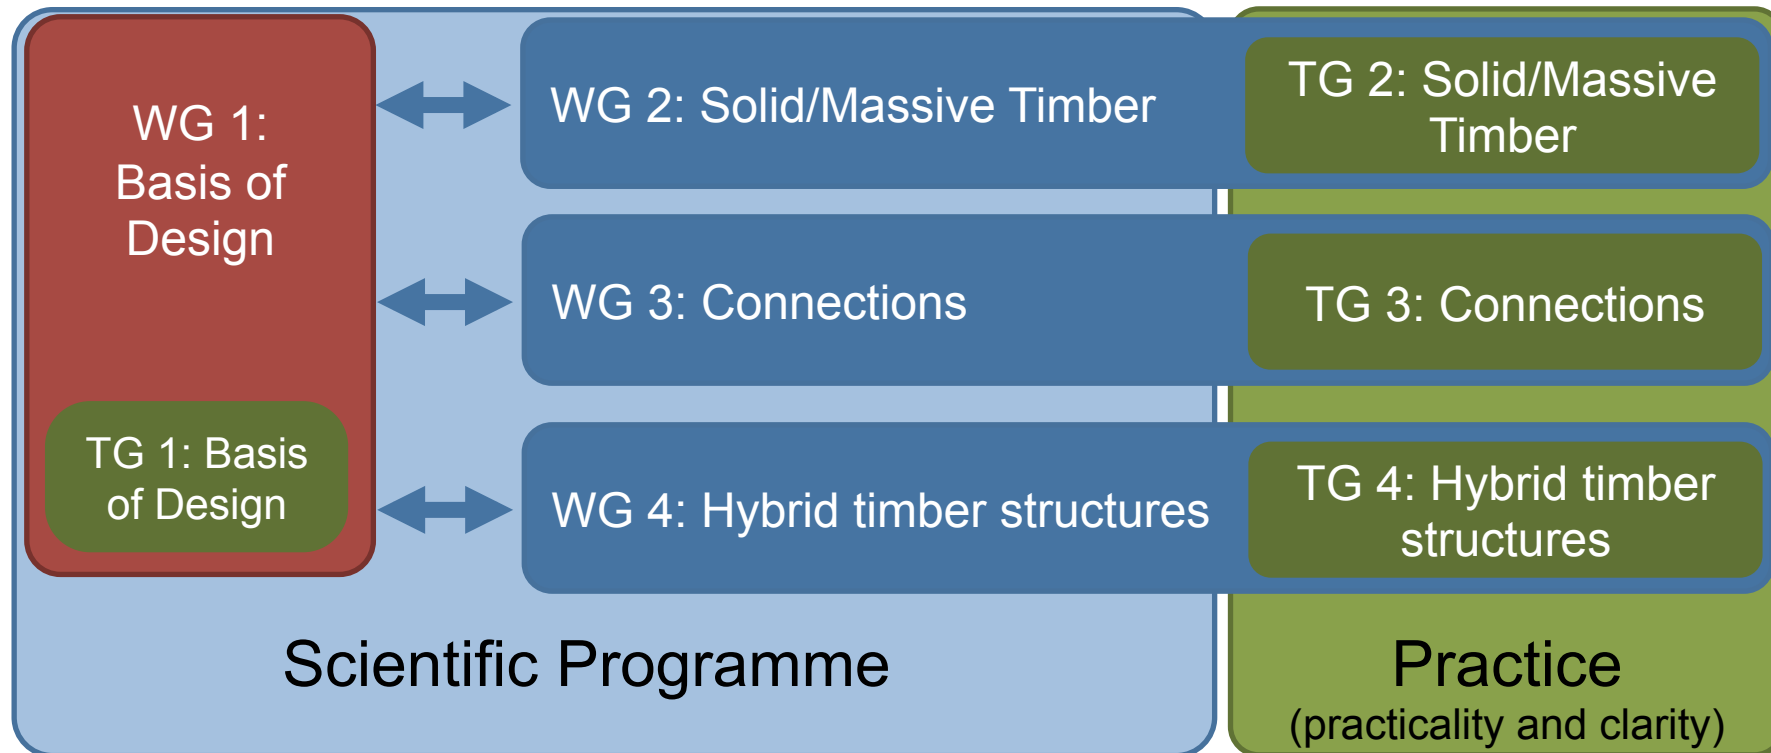 WG 1:
Basis of
Design
TG 1: Basis
of Design
WG 2: Solid/Massive Timber
TG 2: Solid/Massive
Timber
WG 3: Connections
TG 3: Connections
WG 4: Hybrid timber structures
TG 4: Hybrid timber
structures
Scientific Programme
Practice
(practicality and clarity)